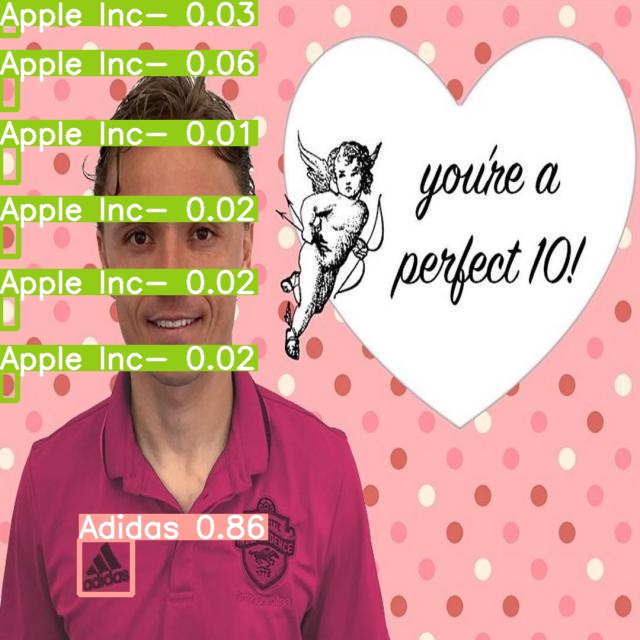 Apple Inc- 0.03
Apple Inc- 0.06
Apple Inc- 0.01
Apple Inc- 0.02
Apple Inc- 0.02
Apple Inc- 0.02
you're a
perfect 10!
Adidas 0.86
adidas